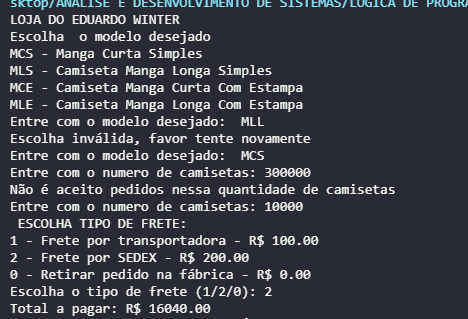 sktop/ANALISE E DESENVOLVIMENTO DE SISTEMAS/LOGICA DE PROGRA
LOJA DO EDUARDO WINTER
Escolha  o modelo desejado
MCS - Manga Curta Simples
MLS - Camiseta Manga Longa Simples
MCE - Camiseta Manga Curta Com Estampa
MLE - Camiseta Manga Longa Com Estampa
Entre com o modelo desejado:  MLL
Escolha inválida, favor tente novamente
Entre com o modelo desejado:  MCS
Entre com o numero de camisetas: 300000
Não é aceito pedidos nessa quantidade de camisetas
Entre com o numero de camisetas: 10000
 ESCOLHA TIPO DE FRETE:
1 - Frete por transportadora - R$ 100.00
2 - Frete por SEDEX - R$ 200.00
0 - Retirar pedido na fábrica - R$ 0.00
Escolha o tipo de frete (1/2/0): 2
Total a pagar: R$ 16040.00